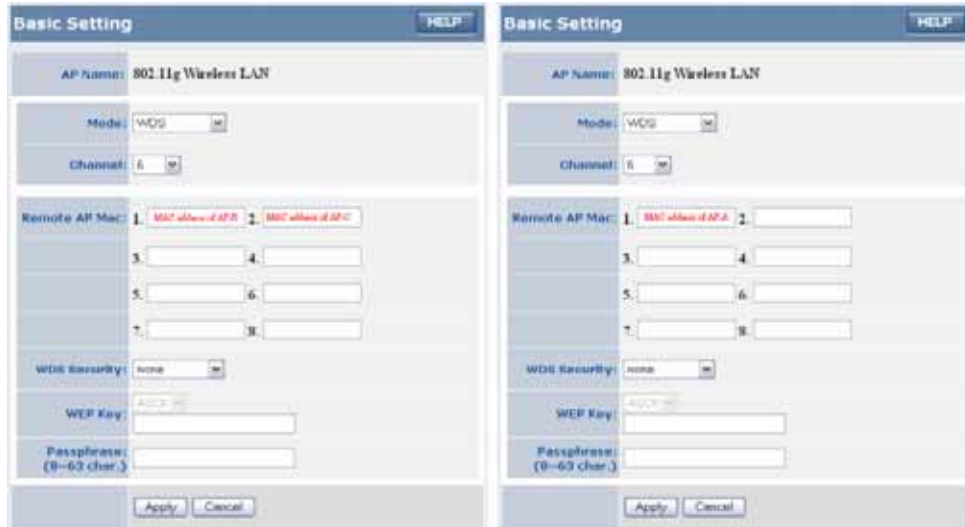 Basic Setting HELP
AP Name: 802.11g Wireless LAN
Mode: WDS
Channel: 6
Remote AP Mac: 1. MAC address of AP-B 2. MAC address of AP-C
3. 4.
5. 6.
7. 8.
WDS Security: None
WEP Key: ASCII
Passphrase:
(8~63 char.)
Apply Cancel
Basic Setting HELP
AP Name: 802.11g Wireless LAN
Mode: WDS
Channel: 6
Remote AP Mac: 1. MAC address of AP-A 2.
3. 4.
5. 6.
7. 8.
WDS Security: None
WEP Key: ASCII
Passphrase:
(8~63 char.)
Apply Cancel